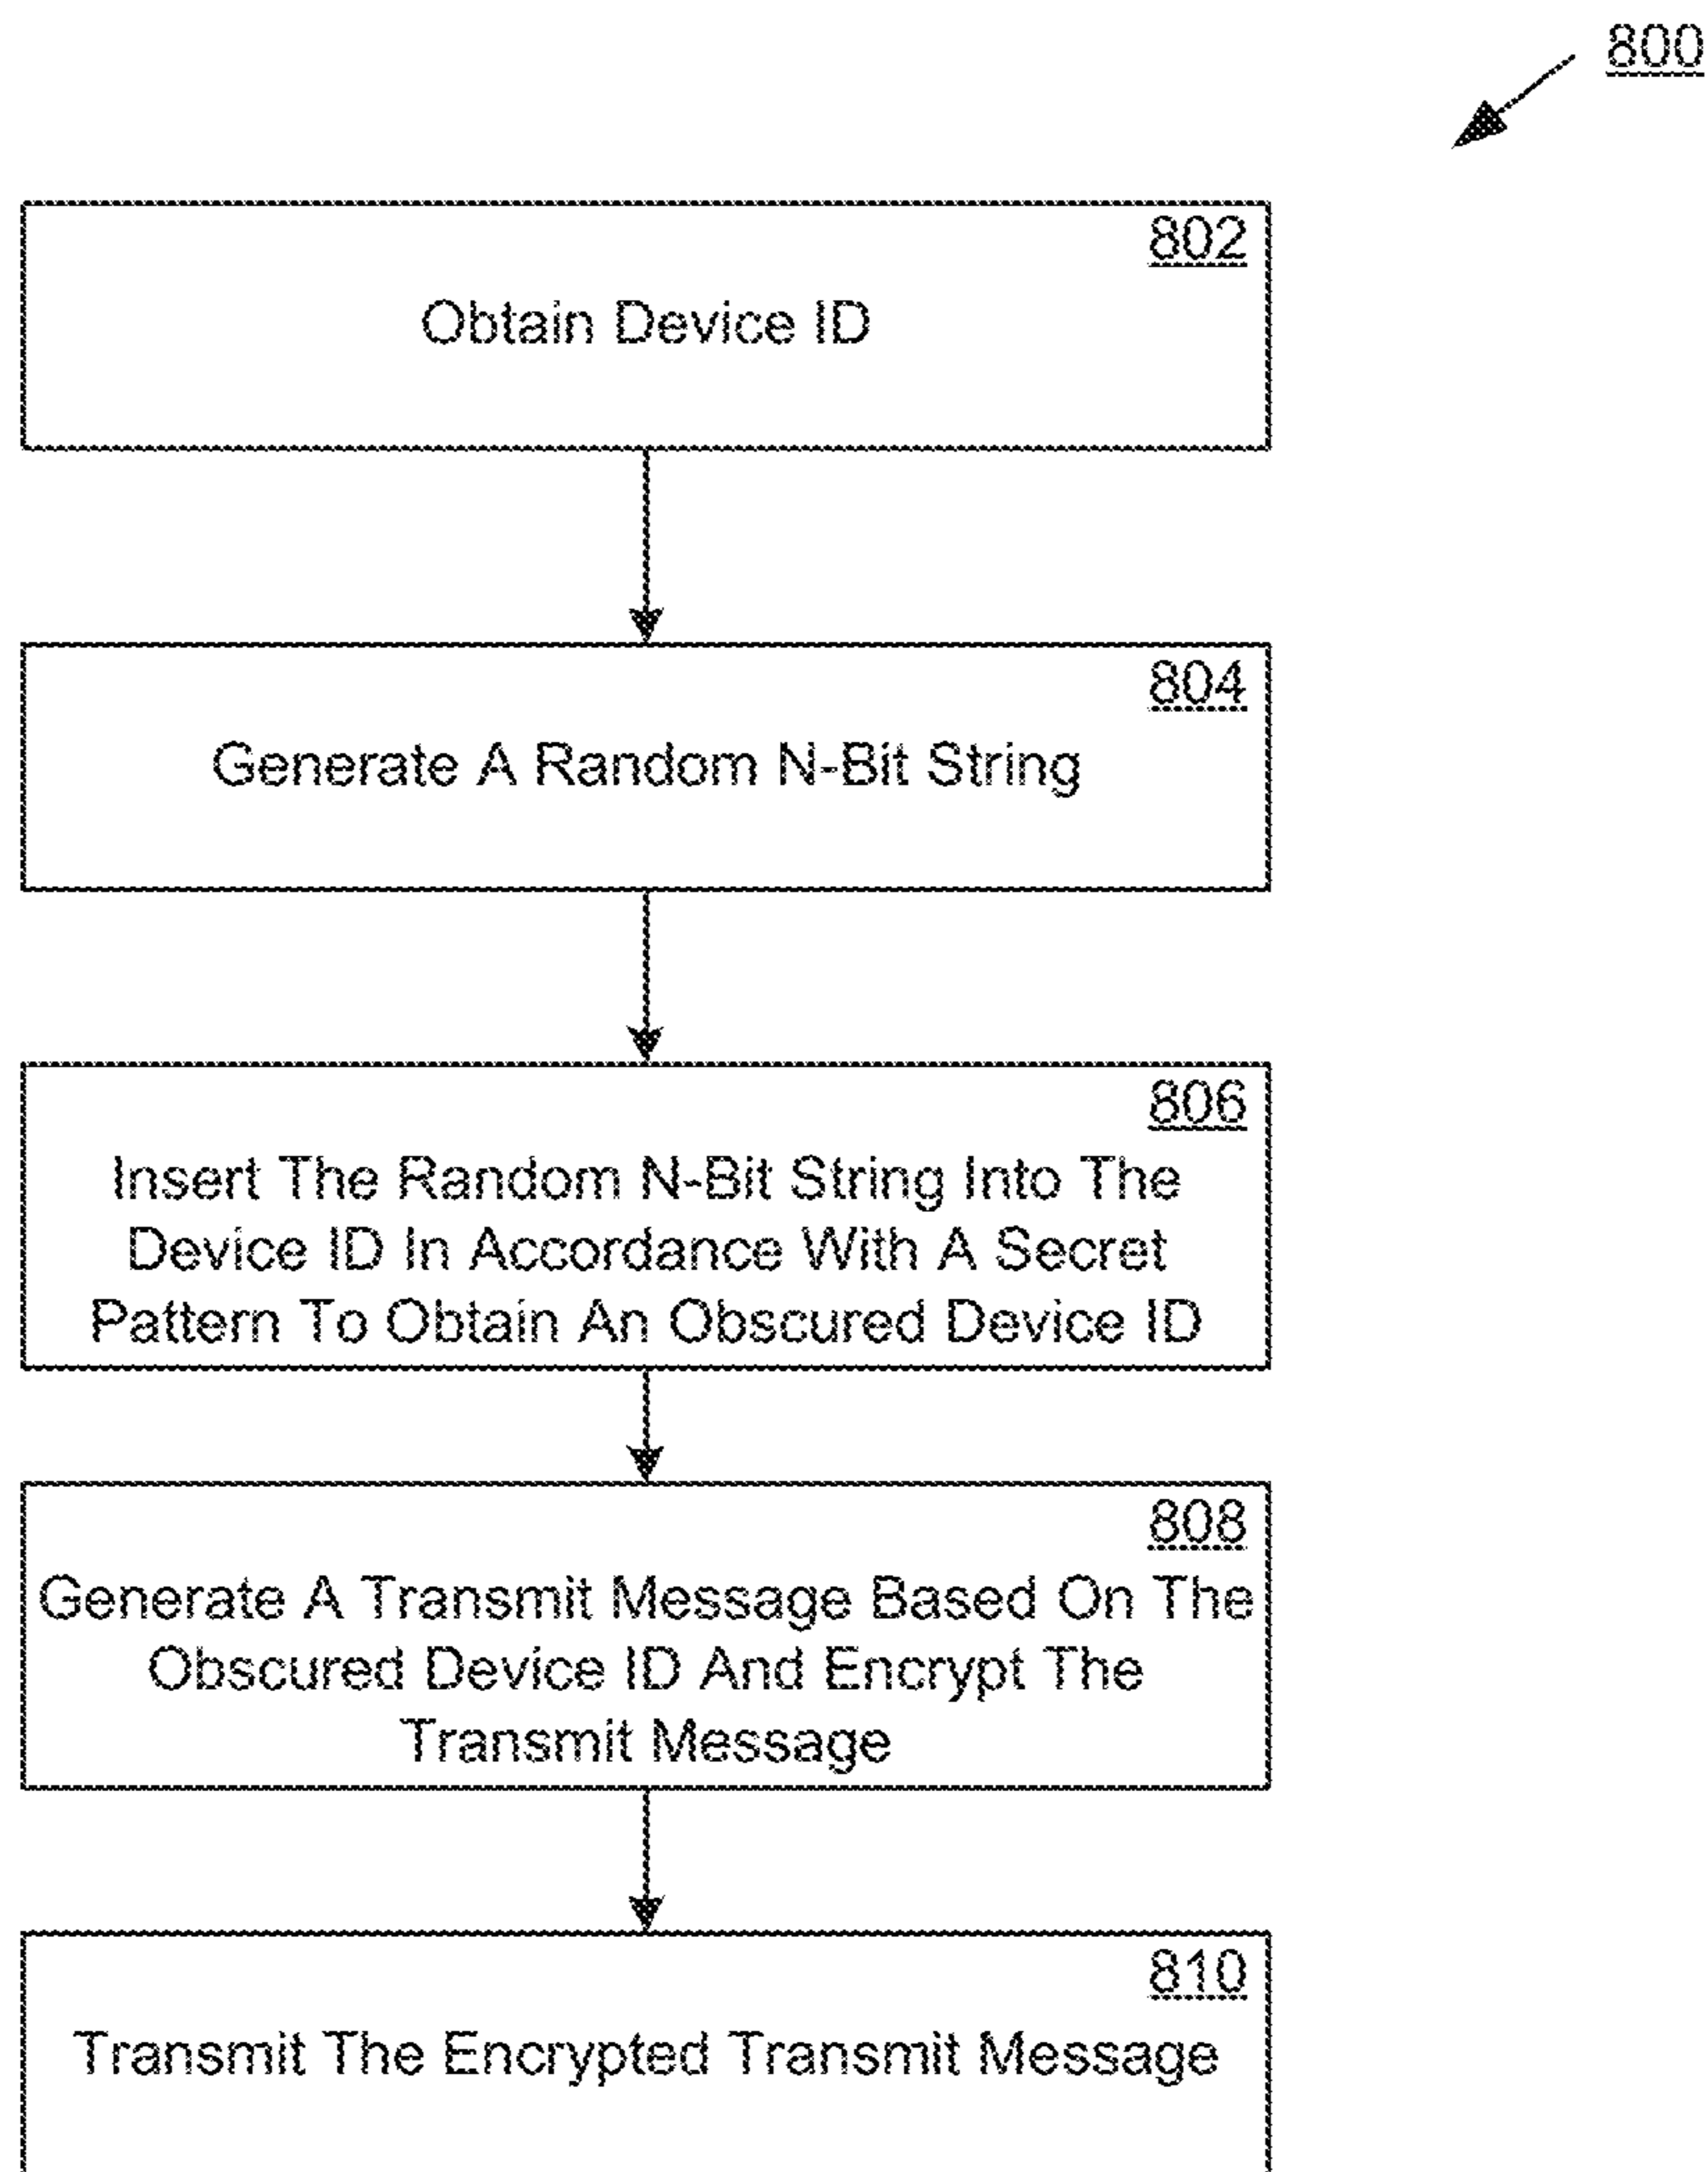 800
802
Obtain Device ID
804
Generate A Random N-Bit String
806
Insert The Random N-Bit String Into The
Device ID In Accordance With A Secret
Pattern To Obtain An Obscured Device ID
808
Generate A Transmit Message Based On The
Obscured Device ID And Encrypt The
Transmit Message
810
Transmit The Encrypted Transmit Message